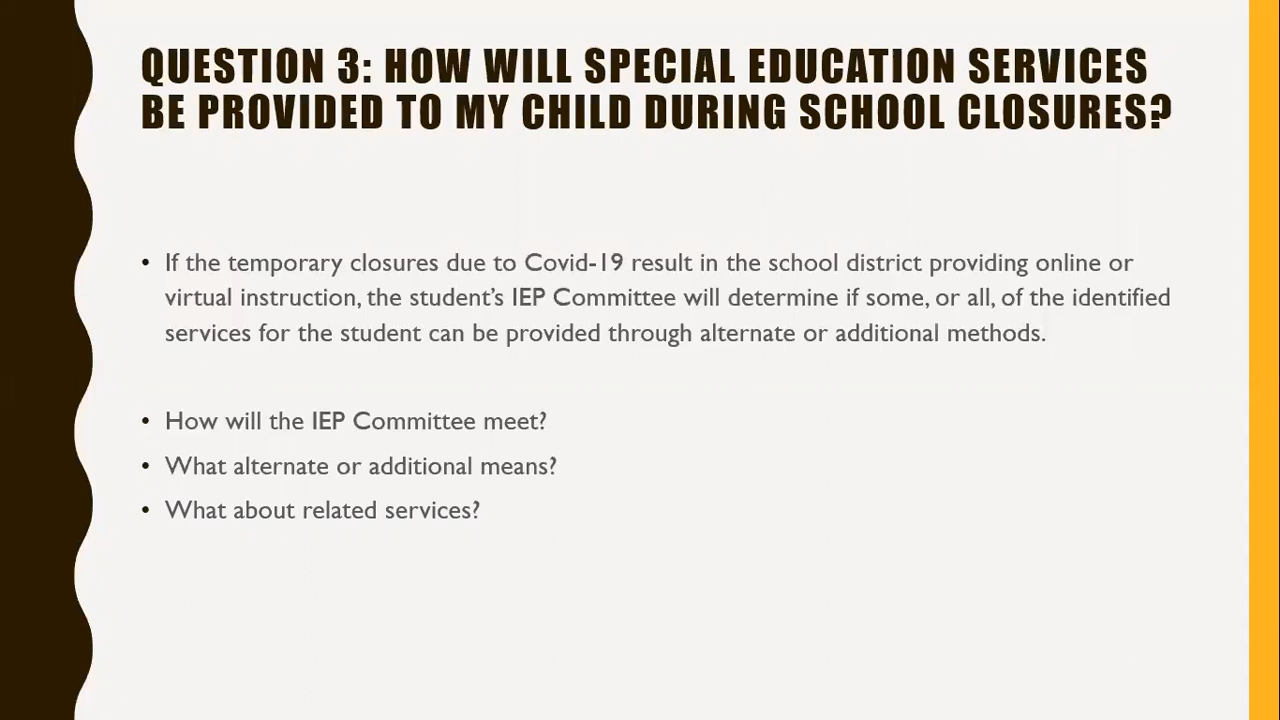 QUESTION 3: HOW WILL SPECIAL EDUCATION SERVICES
BE PROVIDED TO MY CHILD DURING SCHOOL CLOSURES?
• If the temporary closures due to Covid-19 result in the school district providing online or
virtual instruction, the student’s IEP Committee will determine if some, or all, of the identified
services for the student can be provided through alternate or additional methods.
• How will the IEP Committee meet?
• What alternate or additional means?
• What about related services?